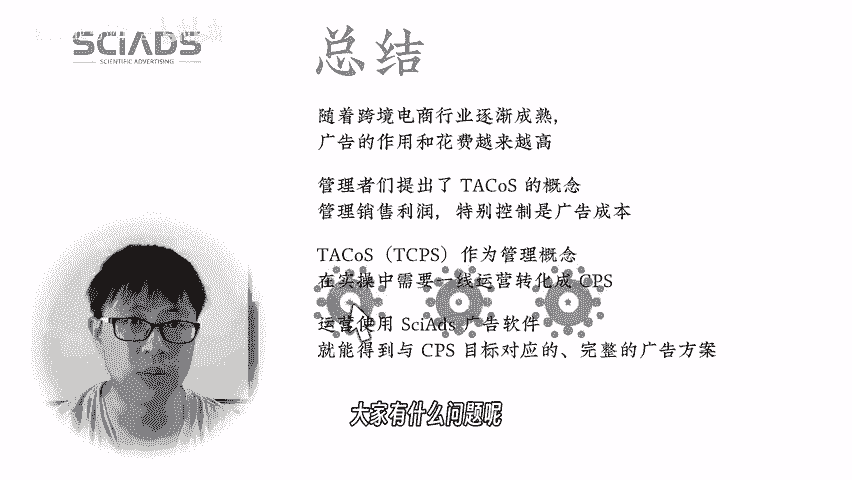 SCIADS
SCIENTIFIC ADVERTISING
总结
随着跨境电商行业逐渐成熟,
广告的作用和花费越来越高
管理者们提出了 TACoS 的概念
管理销售利润，特别控制是广告成本
TACoS（TCPS）作为管理概念
在实操中需要一线运营转化成 CPS
运营使用 SciAds 广告软件
就能得到与 CPS 目标对应的、完整的广告方案
大家有什么问题呢